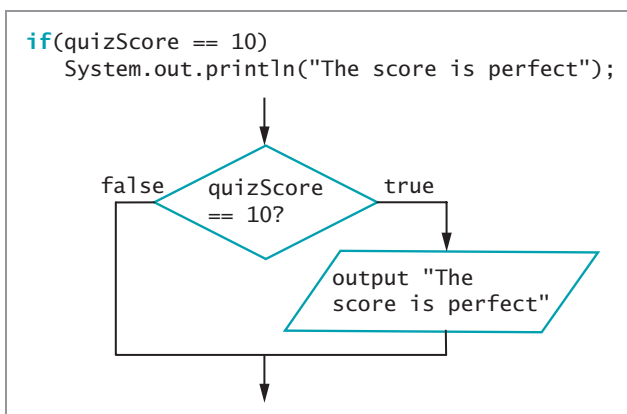 if(quizScore == 10)
System.out.println("The score is perfect");
false
quizScore
== 10?
true
output "The
score is perfect"